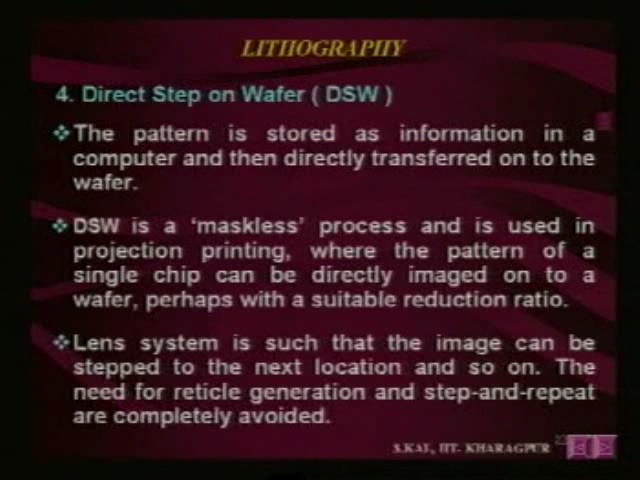 LITHOGRAPHY
4. Direct Step on Wafer ( DSW )
The pattern is stored as information in a
computer and then directly transferred on to the
wafer.
DSW is a ‘maskless’ process and is used in
projection printing, where the pattern of a
single chip can be directly imaged on to a
wafer, perhaps with a suitable reduction ratio.
Lens system is such that the image can be
stepped to the next location and so on. The
need for reticle generation and step-and-repeat
are completely avoided.
S.KAL, IIT- KHARAGPUR